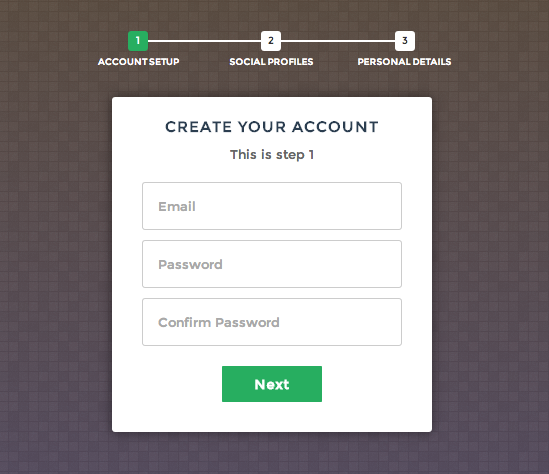 1 2 3
ACCOUNT SETUP SOCIAL PROFILES PERSONAL DETAILS
CREATE YOUR ACCOUNT
This is step 1
Email
Password
Confirm Password
Next